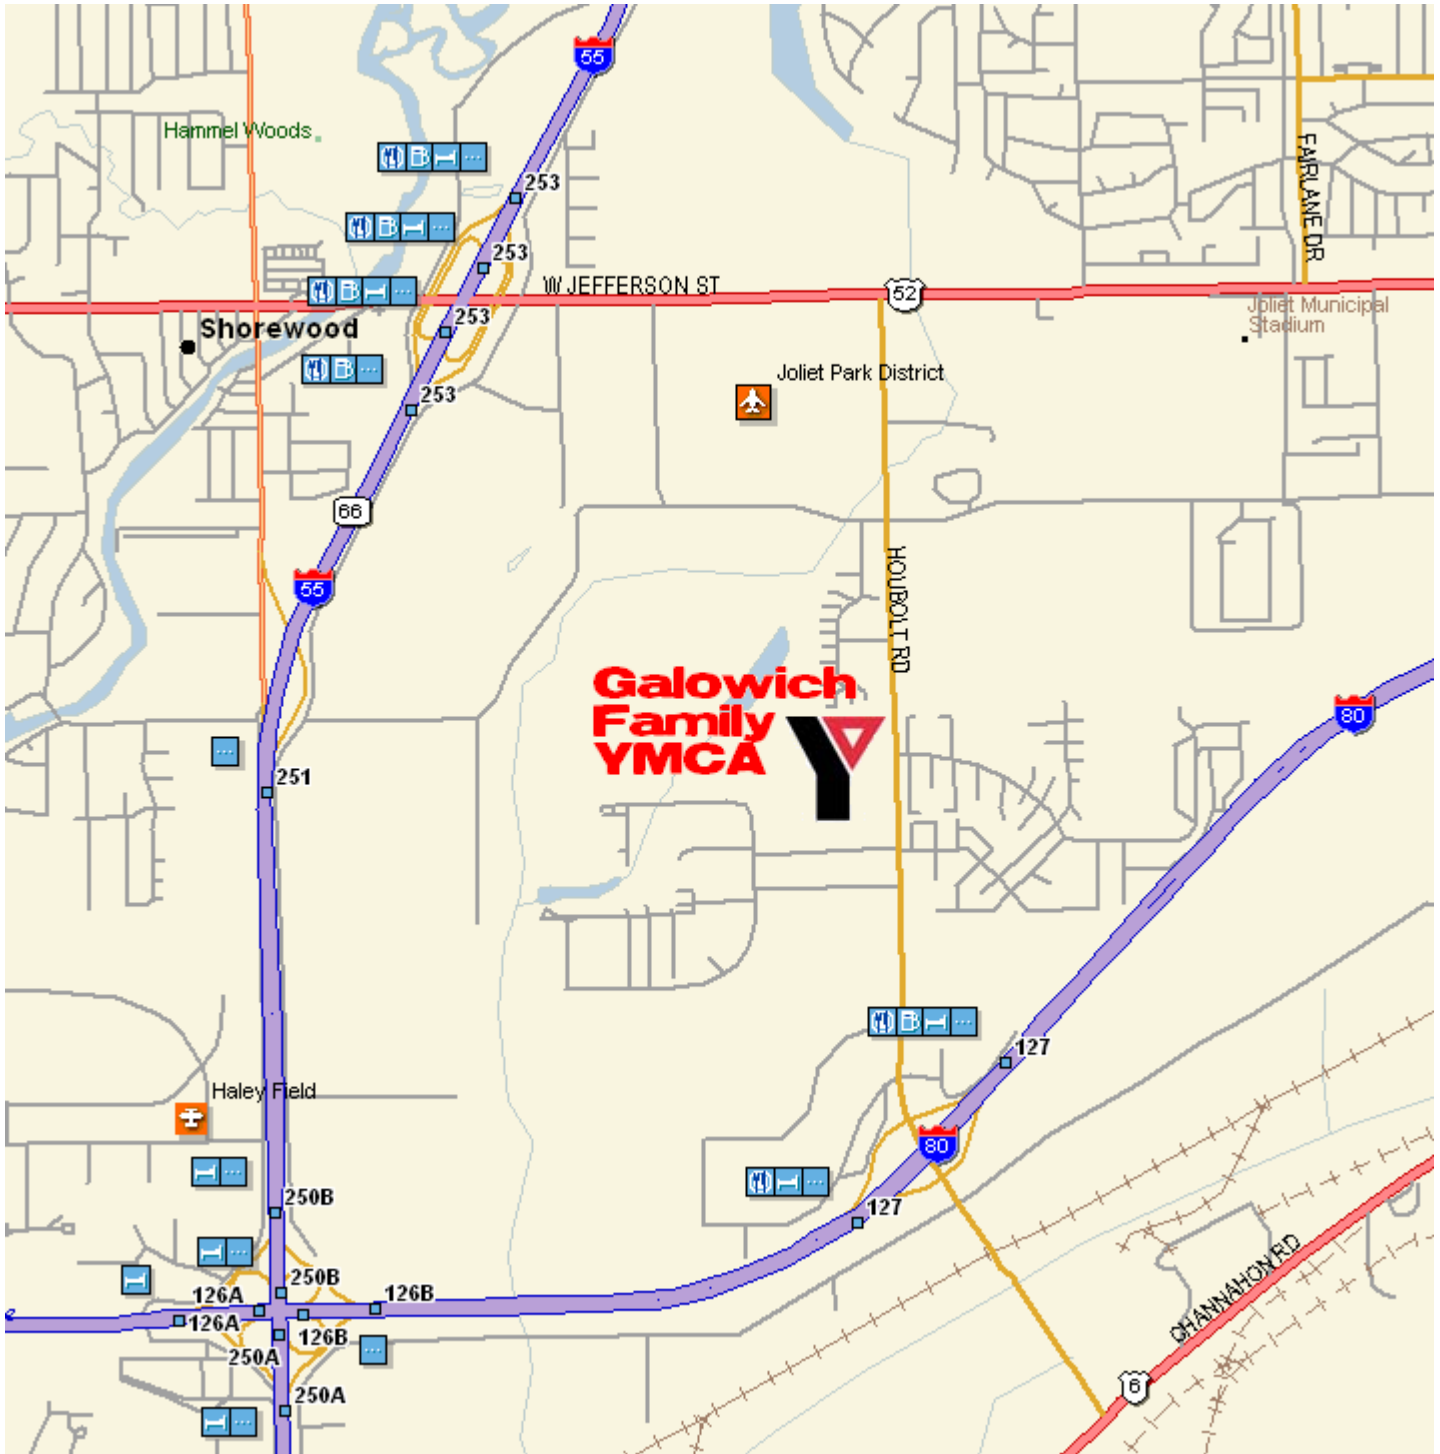 55
Hammel Woods
253
FAIRLANE DR
253
W JEFFERSON ST
52
Joliet Municipal
Stadium
253
Shorewood
Joliet Park District
253
66
55
HOUBOLT RD
Galowich
Family
YMCA
80
251
127
Haley Field
80
127
250B
250B
126A
126B
126A
126B
250A
250A
CHANNAHON RD
6